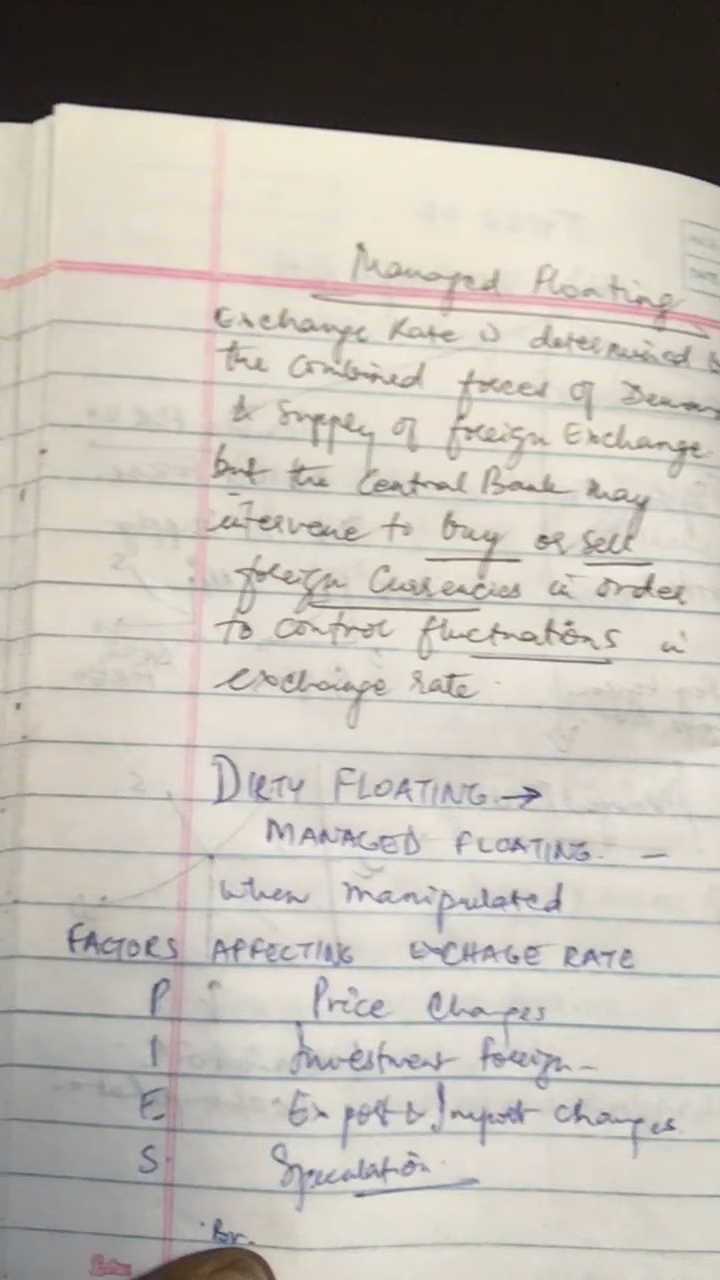 Managed Floating
Exchange Rate is determined
the combined forces of Deman
& Supply of foreign Exchange
but the Central Bank may
intervene to buy or sell
foreign Currencies in order
to control fluctuations in
exchange rate.
DIRTY FLOATING →
MANAGED FLOATING. —
when manipulated
FACTORS AFFECTING EXCHAGE RATE
P Price Changes
I Investment foreign -
E Export & Import changes
S. Speculation.